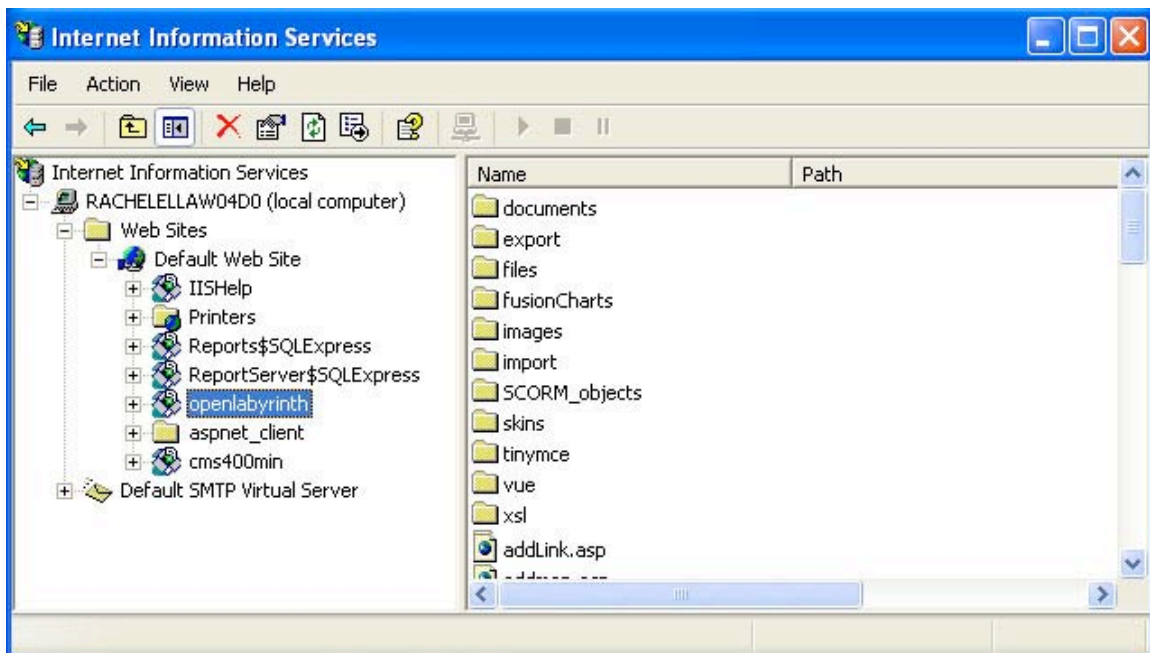 Internet Information Services
File Action View Help
Internet Information Services
RACHELELLAW04D0 (local computer)
Web Sites
Default Web Site
IISHelp
Printers
Reports$SQLExpress
ReportServer$SQLExpress
openlabyrinth
aspnet_client
cms400min
Default SMTP Virtual Server
Name Path
documents
export
files
fusionCharts
images
import
SCORM_objects
skins
tinymce
vue
xsl
addLink.asp